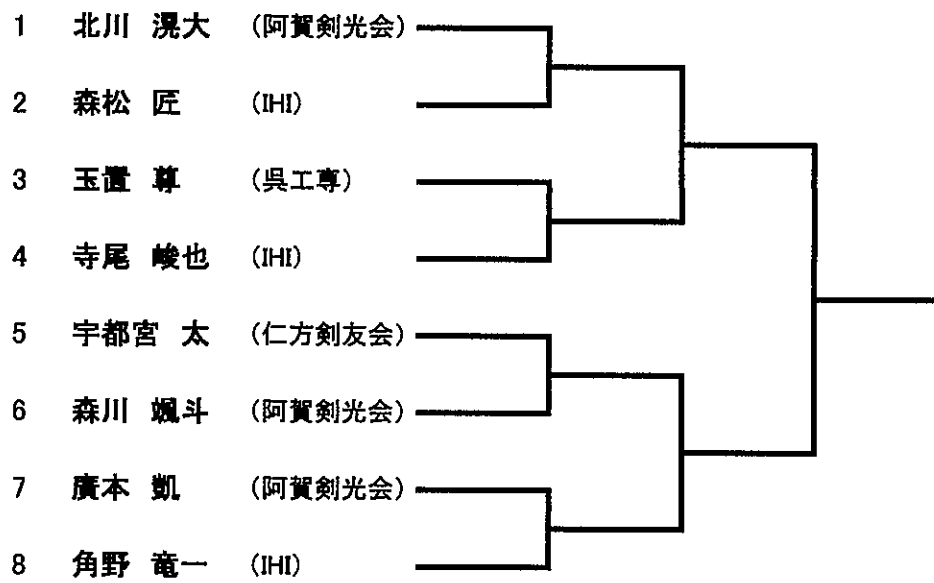 1 北川 滉大 (阿賀剣光会)
2 森松 匠 (IHI)
3 玉置 尊 (呉工専)
4 寺尾 峻也 (IHI)
5 宇都宮 太 (仁方剣友会)
6 森川 颯斗 (阿賀剣光会)
7 廣本 凱 (阿賀剣光会)
8 角野 竜一 (IHI)